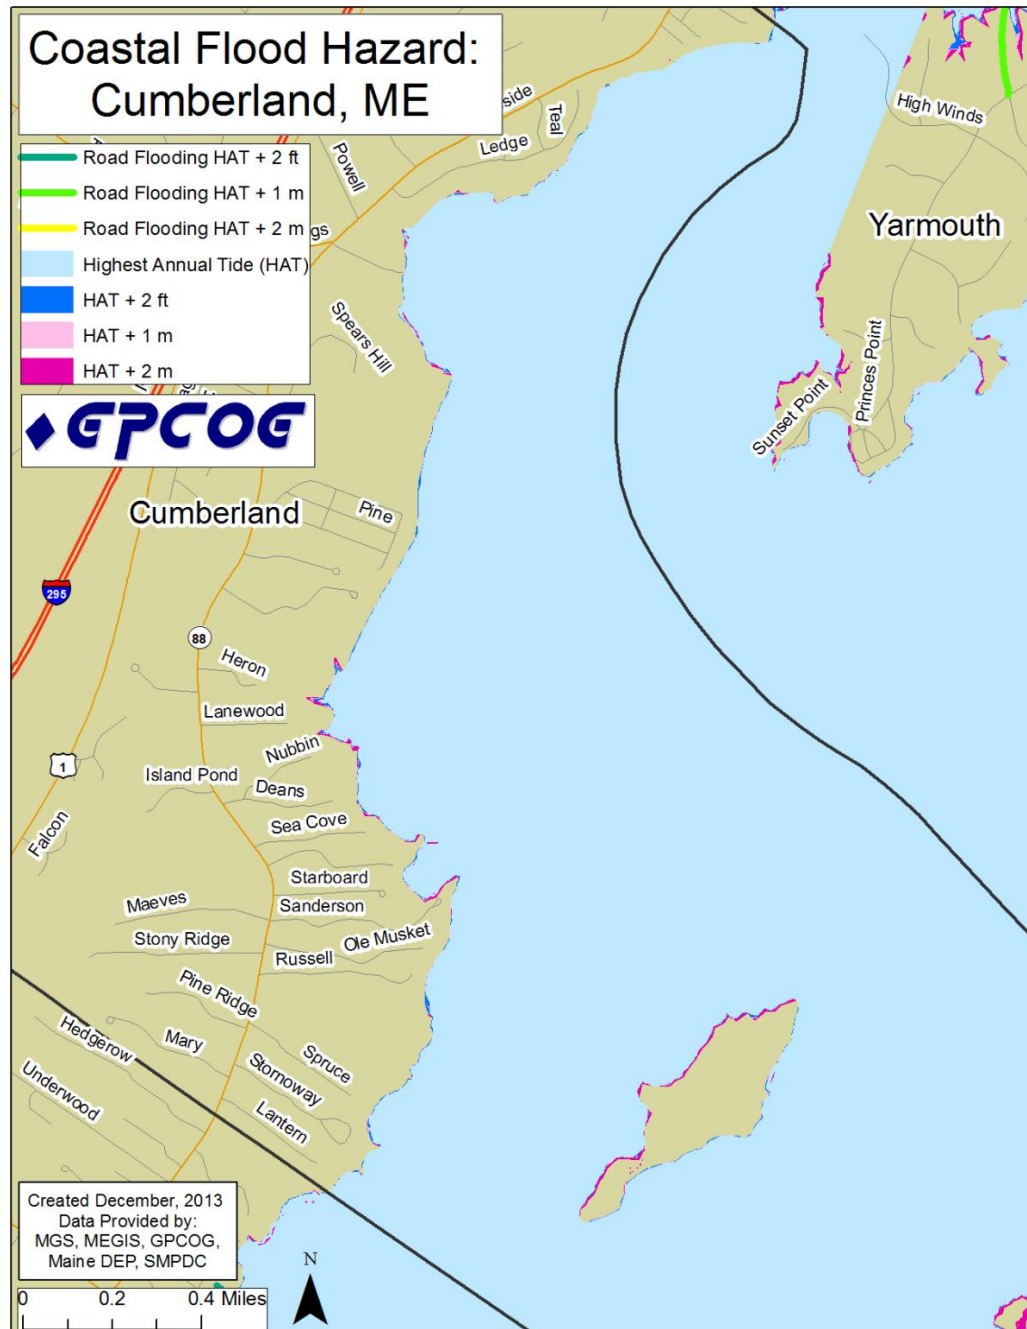 Coastal Flood Hazard:
Cumberland, ME
Road Flooding HAT + 2 ft
Road Flooding HAT + 1 m
Road Flooding HAT + 2 m
Highest Annual Tide (HAT)
HAT + 2 ft
HAT + 1 m
HAT + 2 m
GPCOG
side
Teal
Ledge
Powell
gs
High Winds
Yarmouth
Spears Hill
Princes Point
Sunset Point
Cumberland
Pine
295
88
Heron
Lanewood
Nubbin
1
Island Pond
Deans
Falcon
Sea Cove
Starboard
Maeves
Sanderson
Stony Ridge
Ole Musket
Russell
Pine Ridge
Hedgerow
Mary
Spruce
Stornoway
Underwood
Lantern
Created December, 2013
Data Provided by:
MGS, MEGIS, GPCOG,
Maine DEP, SMPDC
N
0 0.2 0.4 Miles